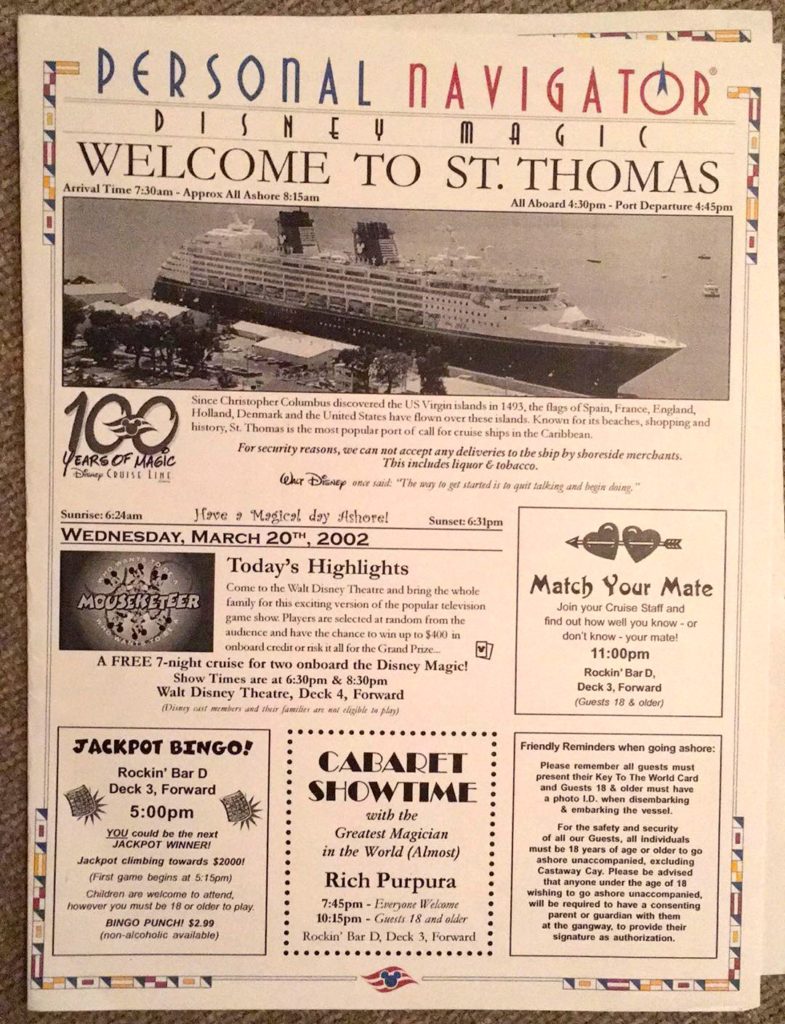 PERSONAL NAVIGATOR®
DISNEY MAGIC
WELCOME TO ST. THOMAS
Arrival Time 7:30am - Approx All Ashore 8:15am
All Aboard 4:30pm - Port Departure 4:45pm
100
YEARS OF MAGIC
Disney CRUISE LINE
Since Christopher Columbus discovered the US Virgin islands in 1493, the flags of Spain, France, England,
Holland, Denmark and the United States have flown over these islands. Known for its beaches, shopping and
history, St. Thomas is the most popular port of call for cruise ships in the Caribbean.
For security reasons, we can not accept any deliveries to the ship by shoreside merchants.
This includes liquor & tobacco.
Walt Disney once said: "The way to get started is to quit talking and begin doing."
Sunrise: 6:24am
Have a Magical day Ashore!
Sunset: 6:31pm
WEDNESDAY, MARCH 20TH, 2002
MOUSEKETEER
Today's Highlights
Come to the Walt Disney Theatre and bring the whole
family for this exciting version of the popular television
game show. Players are selected at random from the
audience and have the chance to win up to $400 in
onboard credit or risk it all for the Grand Prize...
A FREE 7-night cruise for two onboard the Disney Magic!
Show Times are at 6:30pm & 8:30pm
Walt Disney Theatre, Deck 4, Forward
(Disney cast members and their families are not eligible to play)
Match Your Mate
Join your Cruise Staff and
find out how well you know - or
don't know - your mate!
11:00pm
Rockin' Bar D,
Deck 3, Forward
(Guests 18 & older)
JACKPOT BINGO!
Rockin' Bar D
Deck 3, Forward
5:00pm
YOU could be the next
JACKPOT WINNER!
Jackpot climbing towards $2000!
(First game begins at 5:15pm)
Children are welcome to attend,
however you must be 18 or older to play.
BINGO PUNCH! $2.99
(non-alcoholic available)
CABARET
SHOWTIME
with the
Greatest Magician
in the World (Almost)
Rich Purpura
7:45pm - Everyone Welcome
10:15pm - Guests 18 and older
Rockin' Bar D, Deck 3, Forward
Friendly Reminders when going ashore:
Please remember all guests must
present their Key To The World Card
and Guests 18 & older must have
a photo I.D. when disembarking
& embarking the vessel.
For the safety and security
of all our Guests, all individuals
must be 18 years of age or older to go
ashore unaccompanied, excluding
Castaway Cay. Please be advised
that anyone under the age of 18
wishing to go ashore unaccompanied,
will be required to have a consenting
parent or guardian with them
at the gangway, to provide their
signature as authorization.